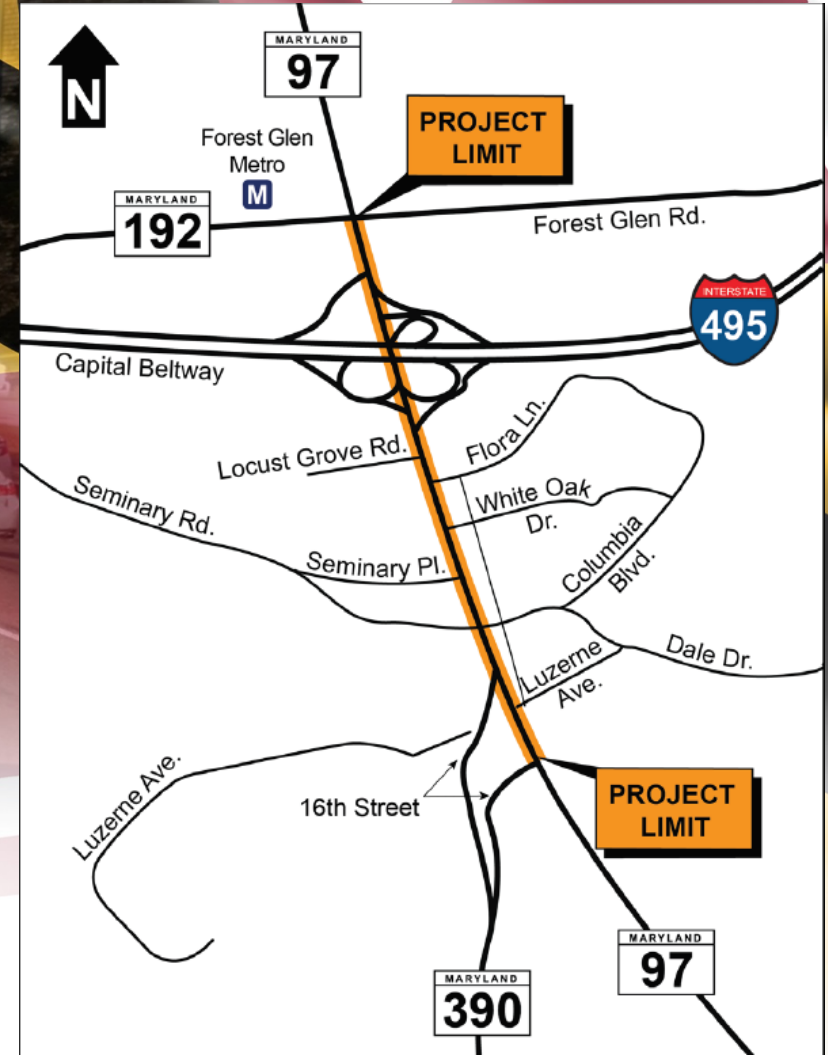 N
MARYLAND
97
PROJECT
LIMIT
Forest Glen
Metro
M
MARYLAND
192
Forest Glen Rd.
INTERSTATE
495
Capital Beltway
Locust Grove Rd.
Flora Ln.
Seminary Rd.
White Oak
Dr.
Seminary Pl.
Columbia
Blvd.
Luzerne
Ave.
Dale Dr.
Luzerne Ave.
16th Street
PROJECT
LIMIT
MARYLAND
97
MARYLAND
390